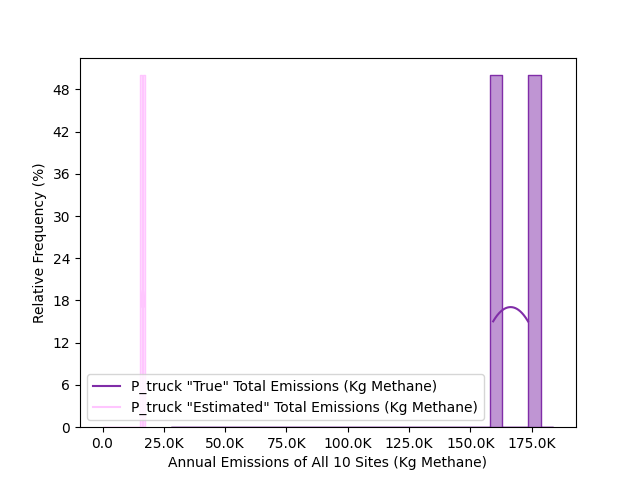 48
42
36
30
24
18
12
6
0
Relative Frequency (%)
P_truck "True" Total Emissions (Kg Methane)
P_truck "Estimated" Total Emissions (Kg Methane)
0.0 25.0K 50.0K 75.0K 100.0K 125.0K 150.0K 175.0K
Annual Emissions of All 10 Sites (Kg Methane)